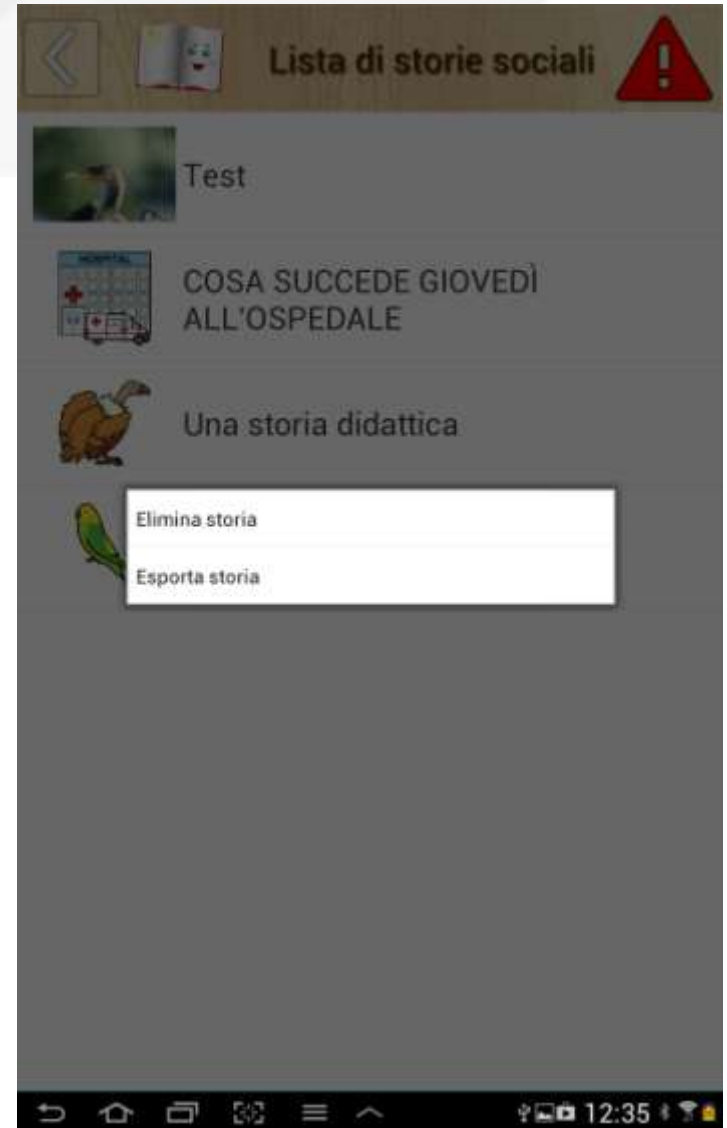 Lista di storie sociali
Test
HOSPITAL
COSA SUCCEDE GIOVEDÌ
ALL'OSPEDALE
Una storia didattica
Elimina storia
Esporta storia
12:35